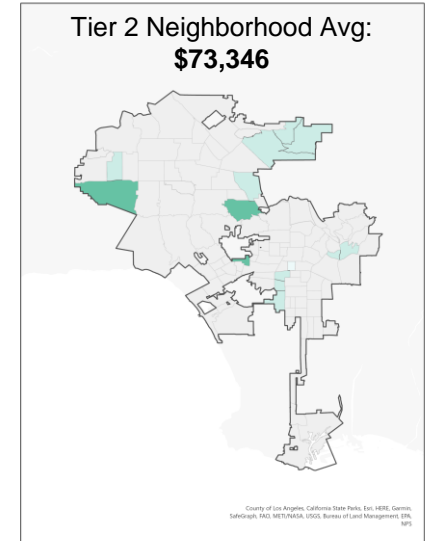 Tier 2 Neighborhood Avg:
$73,346
County of Los Angeles, California State Parks, Esri, HERE, Garmin,
SafeGraph, FAO, METI/NASA, USGS, Bureau of Land Management, EPA,
NPS